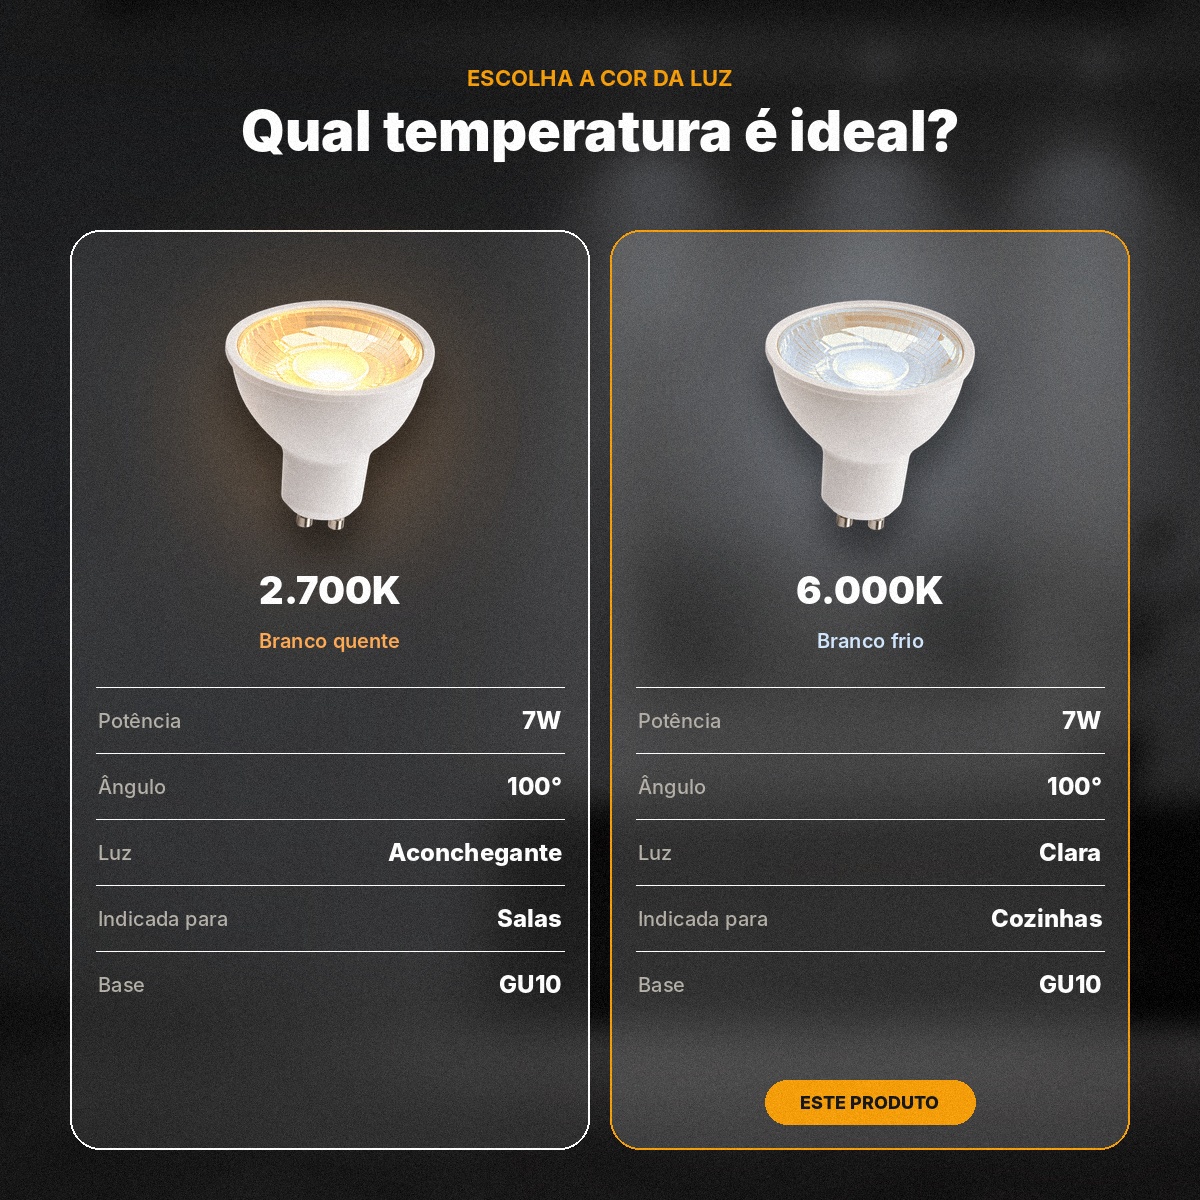 ESCOLHA A COR DA LUZ
Qual temperatura é ideal?
2.700K
Branco quente
Potência 7W
Ângulo 100°
Luz Aconchegante
Indicada para Salas
Base GU10
6.000K
Branco frio
Potência 7W
Ângulo 100°
Luz Clara
Indicada para Cozinhas
Base GU10
ESTE PRODUTO